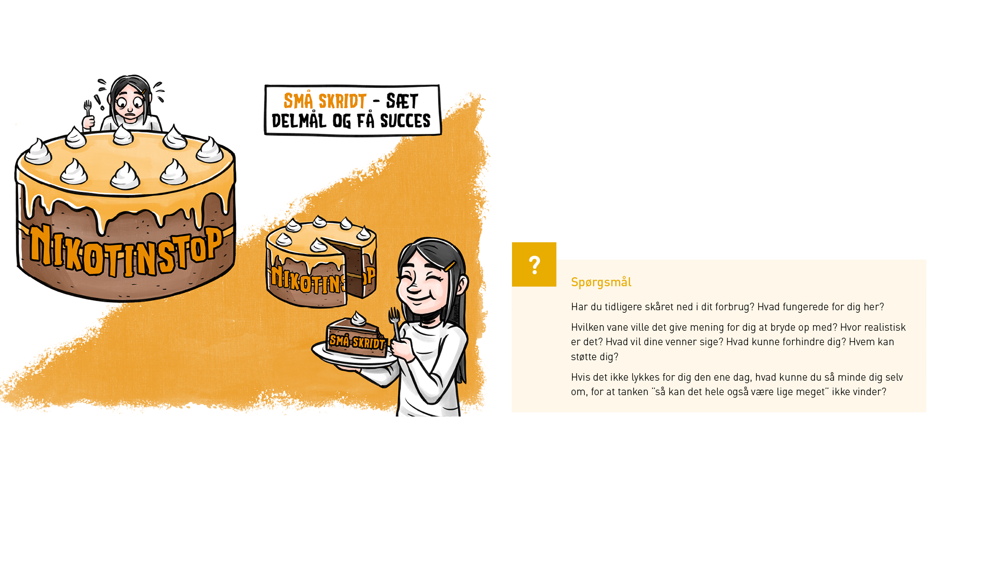 SMÅ SKRIDT - SÆT
DELMÅL OG FÅ SUCCES
NIKOTINSTOP
NIKOTINS OP
SMÅ SKRIDT
?
Spørgsmål
Har du tidligere skåret ned i dit forbrug? Hvad fungerede for dig her?
Hvilken vane ville det give mening for dig at bryde op med? Hvor realistisk
er det? Hvad vil dine venner sige? Hvad kunne forhindre dig? Hvem kan
støtte dig?
Hvis det ikke lykkes for dig den ene dag, hvad kunne du så minde dig selv
om, for at tanken ”så kan det hele også være lige meget” ikke vinder?